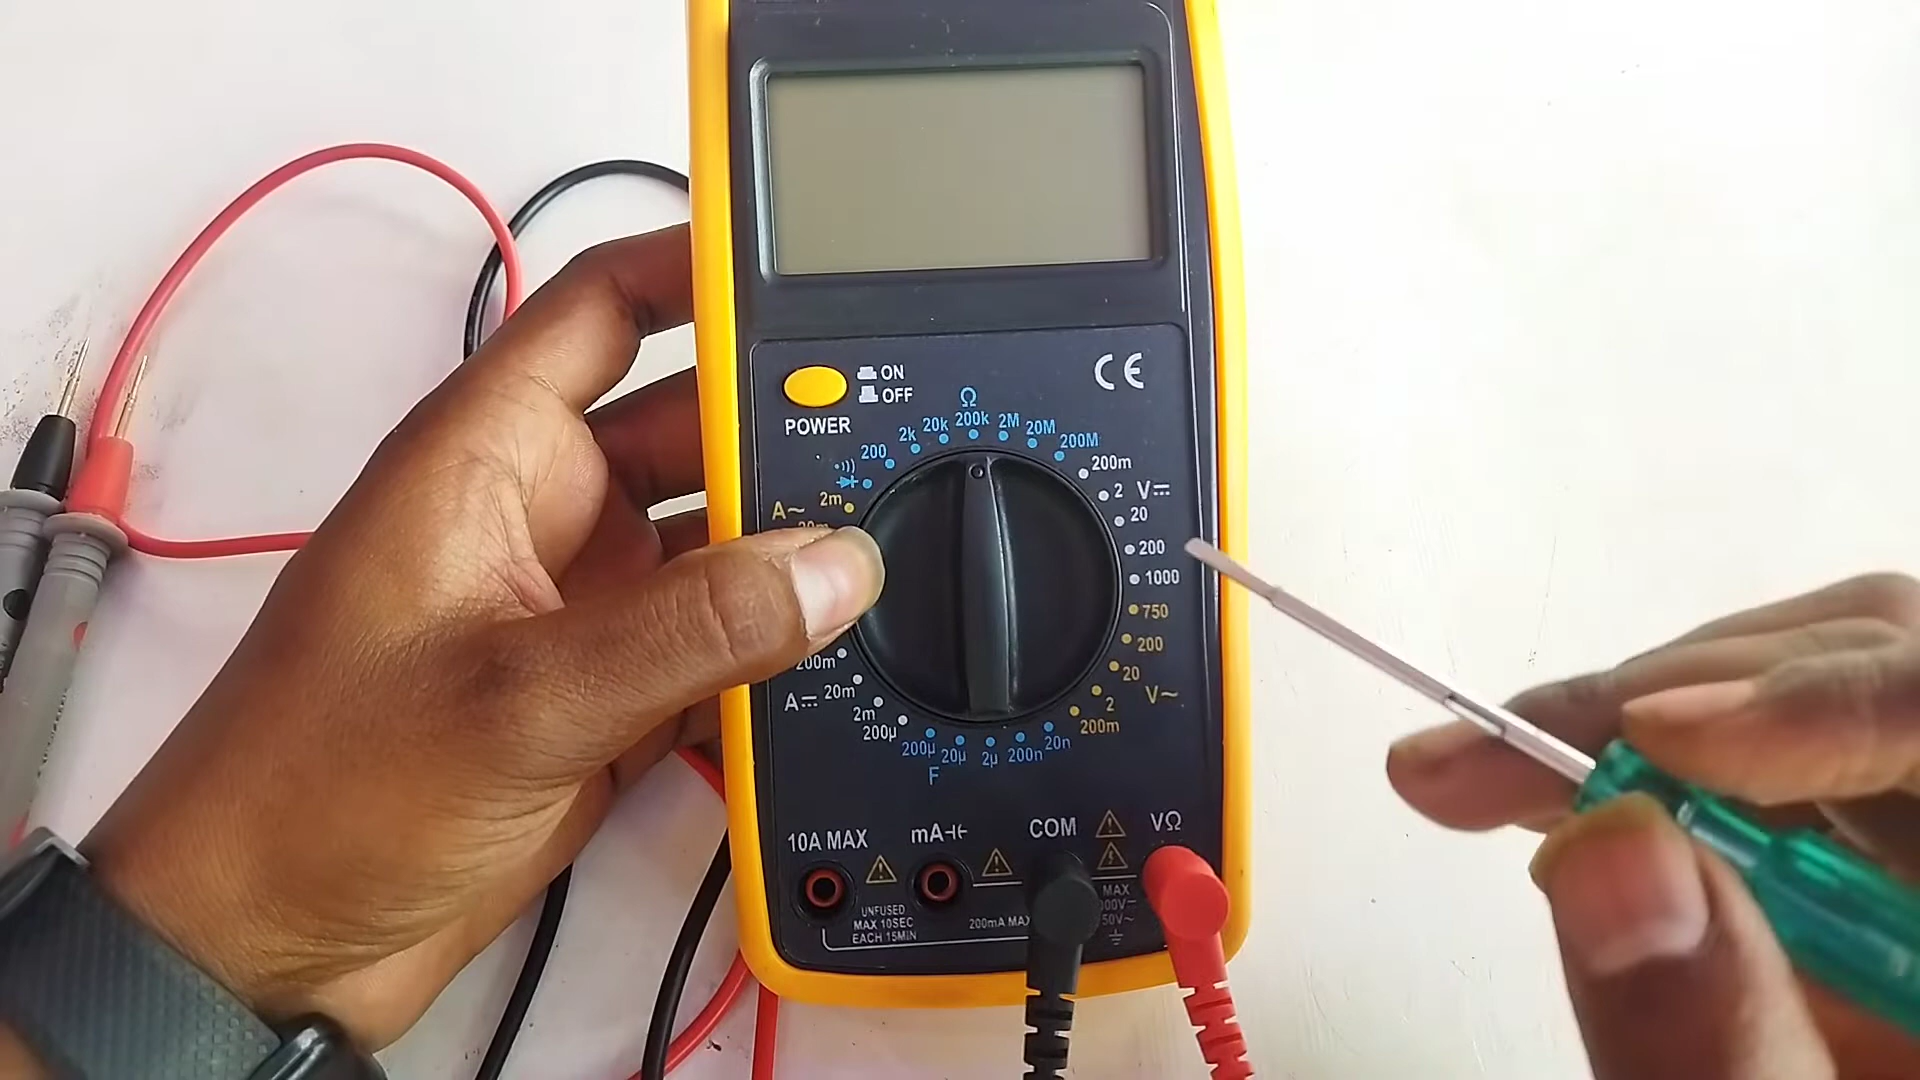 ON
OFF
POWER
CE
Ω
200 2k 20k 200k 2M 20M 200M
200m
2 V⎓
20
200
1000
750
200
20
2 V~
200m
A~ 2m
20m
200m
A⎓ 20m
2m
200µ
200µ 20µ 2µ 200n 20n
F
10A MAX mA COM VΩ
UNFUSED
MAX 10SEC
EACH 15MIN
200mA MAX
MAX